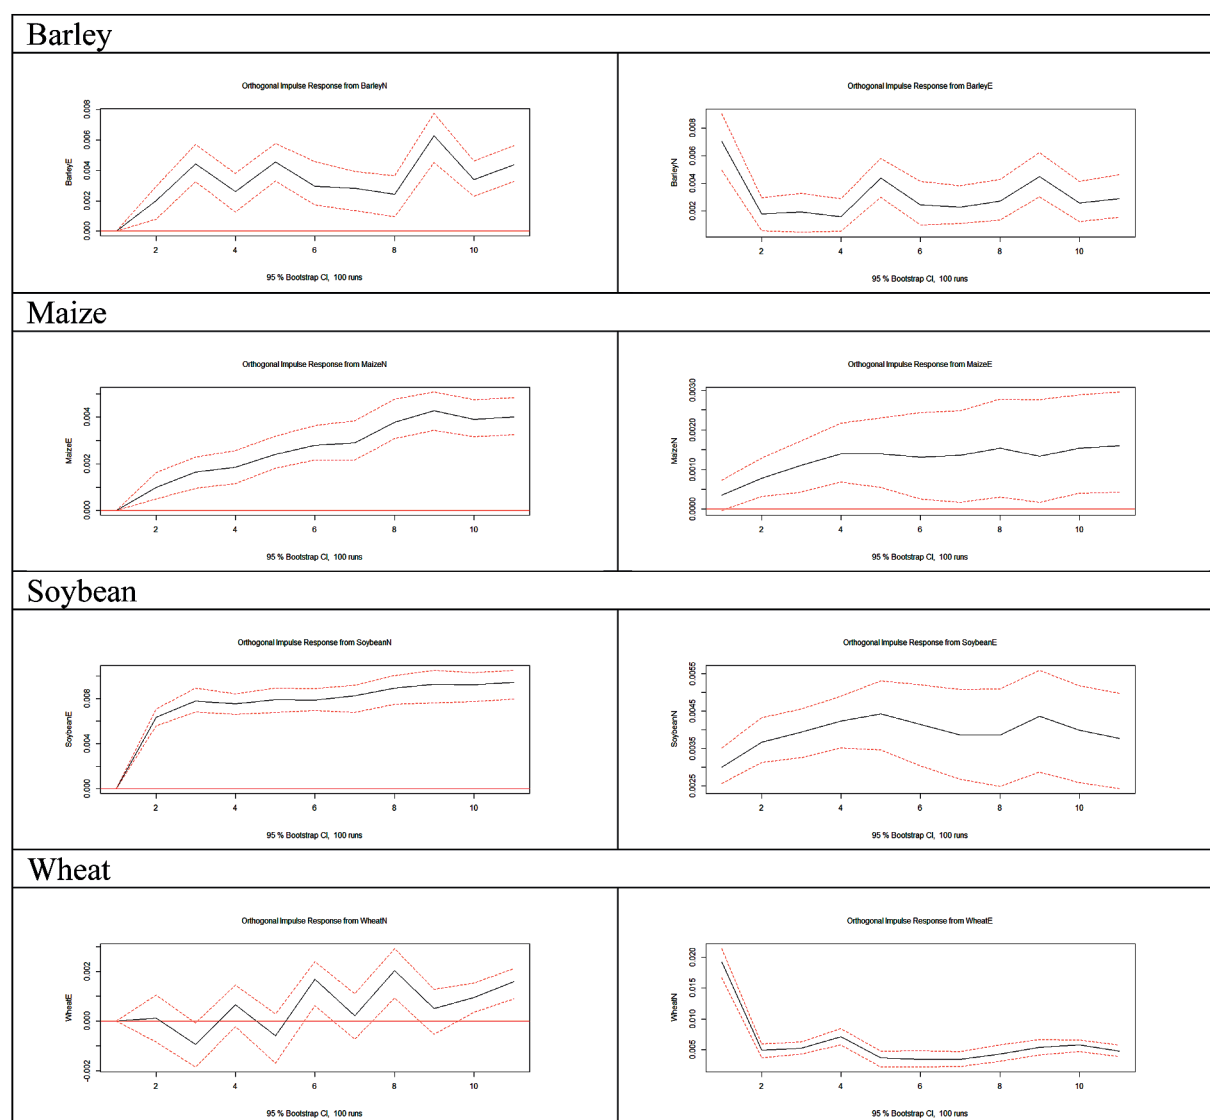 Barley
Orthogonal Impulse Response from BarleyN
BarleyE
0.000 0.002 0.004 0.006 0.008
2 4 6 8 10
95 % Bootstrap CI, 100 runs
Orthogonal Impulse Response from BarleyE
BarleyN
0.002 0.004 0.006 0.008
2 4 6 8 10
95 % Bootstrap CI, 100 runs
Maize
Orthogonal Impulse Response from MaizeN
MaizeE
0.000 0.002 0.004
2 4 6 8 10
95 % Bootstrap CI, 100 runs
Orthogonal Impulse Response from MaizeE
MaizeN
0.0000 0.0010 0.0020 0.0030
2 4 6 8 10
95 % Bootstrap CI, 100 runs
Soybean
Orthogonal Impulse Response from SoybeanN
SoybeanE
0.000 0.004 0.008
2 4 6 8 10
95 % Bootstrap CI, 100 runs
Orthogonal Impulse Response from SoybeanE
SoybeanN
0.0025 0.0035 0.0045 0.0055
2 4 6 8 10
95 % Bootstrap CI, 100 runs
Wheat
Orthogonal Impulse Response from WheatN
WheatE
-0.002 0.000 0.002
2 4 6 8 10
95 % Bootstrap CI, 100 runs
Orthogonal Impulse Response from WheatE
WheatN
0.005 0.010 0.015 0.020
2 4 6 8 10
95 % Bootstrap CI, 100 runs